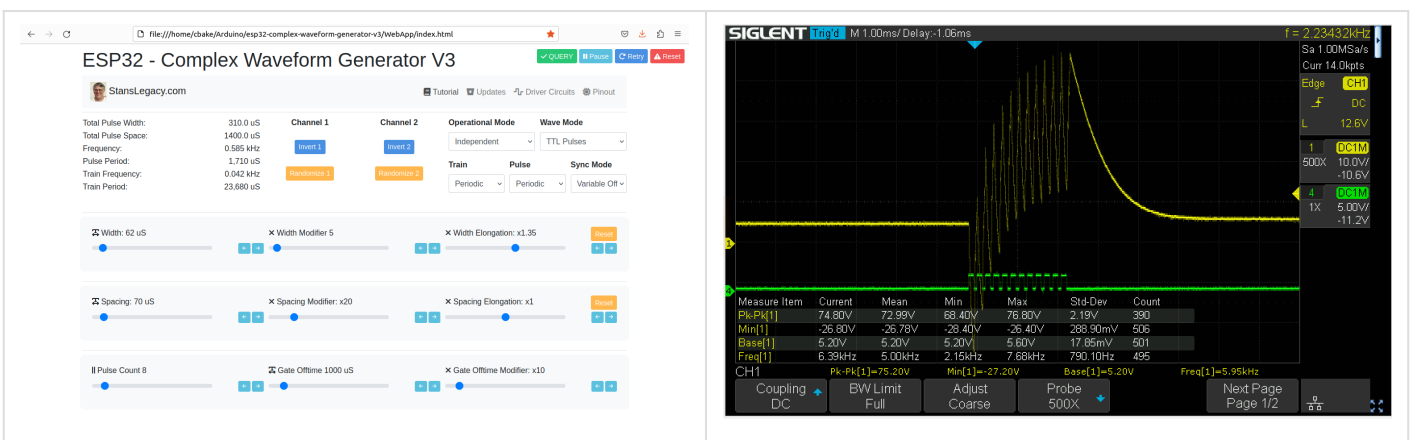 file:///home/cbake/Arduino/esp32-complex-waveform-generator-v3/WebApp/index.html
ESP32 - Complex Waveform Generator V3
QUERY Pause Retry Reset
StansLegacy.com
Tutorial Updates Driver Circuits Pinout
Total Pulse Width: 310.0 uS
Total Pulse Space: 1400.0 uS
Frequency: 0.585 kHz
Pulse Period: 1,710 uS
Train Frequency: 0.042 kHz
Train Period: 23,680 uS
Channel 1 Channel 2
Invert 1 Invert 2
Randomize 1 Randomize 2
Operational Mode Wave Mode
Independent TTL Pulses
Train Pulse Sync Mode
Periodic Periodic Variable Off
Width: 62 uS × Width Modifier 5 × Width Elongation: x1.35 Reset
Spacing: 70 uS × Spacing Modifier: x20 × Spacing Elongation: x1 Reset
Pulse Count 8 Gate Offtime 1000 uS × Gate Offtime Modifier: x10
SIGLENT Trig'd M 1.00ms/ Delay:-1.06ms f = 2.23432kHz
Sa 1.00MSa/s
Curr 14.0kpts
Edge CH1
DC
L 12.6V
1 DC1M
500X 10.0V/
-10.6V
4 DC1M
1X 5.00V/
-11.2V
1
4
Measure Item Current Mean Min Max Std-Dev Count
Pk-Pk[1] 74.80V 72.99V 68.40V 76.80V 2.19V 390
Min[1] -26.80V -26.78V -28.40V -26.40V 288.90mV 506
Base[1] 5.20V 5.20V 5.20V 5.60V 17.85mV 501
Freq[1] 6.39kHz 5.00kHz 2.15kHz 7.68kHz 790.10Hz 495
CH1 Pk-Pk[1]=75.20V Min[1]=-27.20V Base[1]=5.20V Freq[1]=5.95kHz
Coupling BW Limit Adjust Probe Next Page
DC Full Coarse 500X Page 1/2